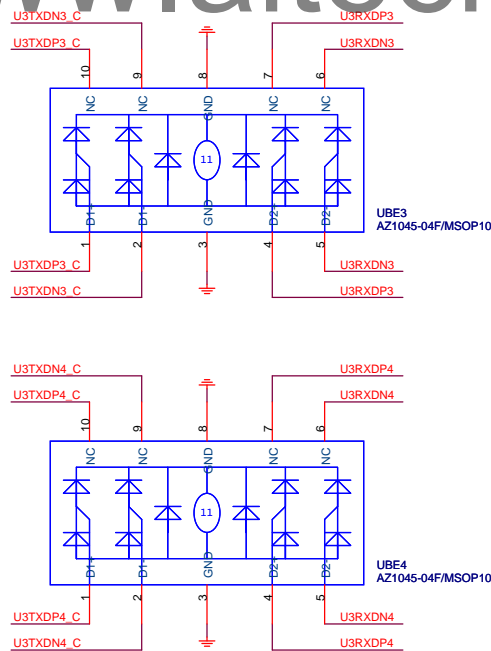 U3TXDN3_C U3RXDP3
U3TXDP3_C U3RXDN3
10 9 8 7 6
NC NC GND NC NC
11
D1+ D1- GND D2+ D2-
UBE3
AZ1045-04F/MSOP10
1 2 3 4 5
U3TXDP3_C U3RXDN3
U3TXDN3_C U3RXDP3
U3TXDN4_C U3RXDP4
U3TXDP4_C U3RXDN4
10 9 8 7 6
NC NC GND NC NC
11
D1+ D1- GND D2+ D2-
UBE4
AZ1045-04F/MSOP10
1 2 3 4 5
U3TXDP4_C U3RXDN4
U3TXDN4_C U3RXDP4